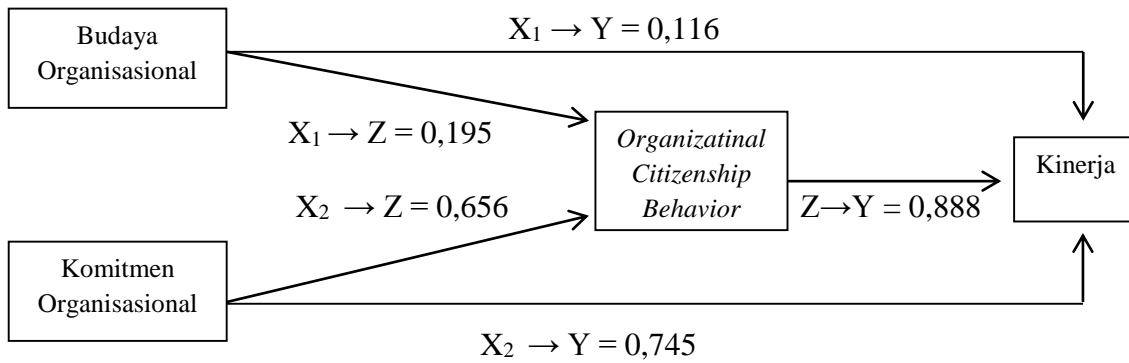 X₁ → Y = 0,116
Budaya
Organisasional
X₁ → Z = 0,195
Organizatinal
Citizenship
Behavior
Kinerja
X₂ → Z = 0,656
Z→Y = 0,888
Komitmen
Organisasional
X₂ → Y = 0,745